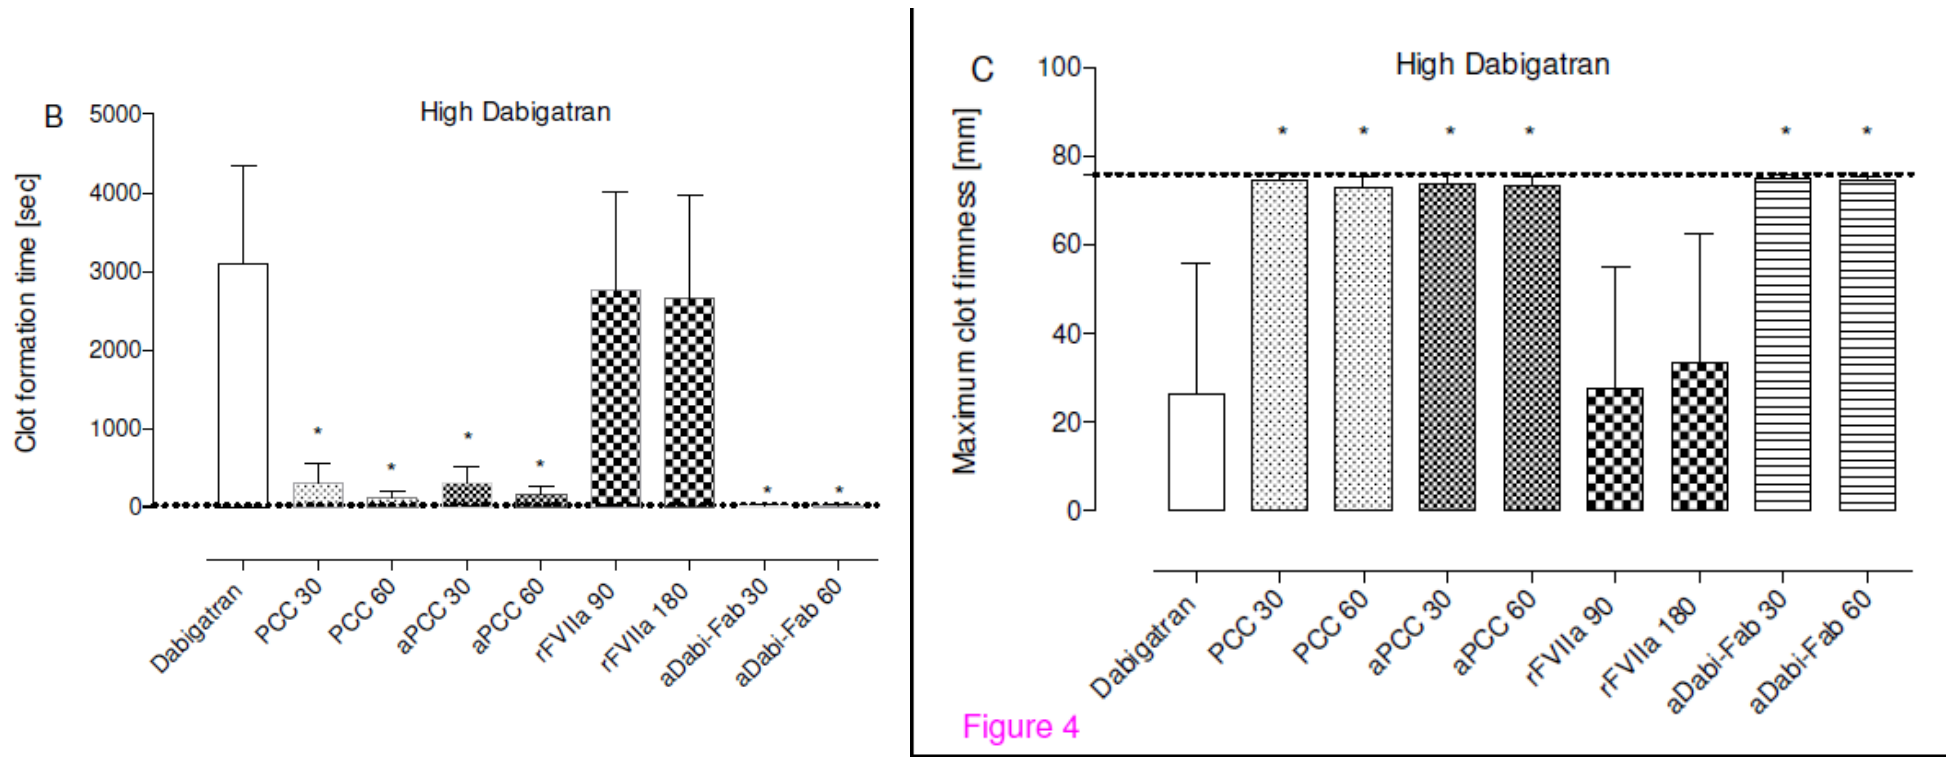 B
High Dabigatran
Clot formation time [sec]
5000
4000
3000
2000
1000
0
*
*
*
*
*
*
Dabigatran
PCC 30
PCC 60
aPCC 30
aPCC 60
rFVIIa 90
rFVIIa 180
aDabi-Fab 30
aDabi-Fab 60
C
High Dabigatran
Maximum clot firmness [mm]
100
80
60
40
20
0
*
*
*
*
*
*
Dabigatran
PCC 30
PCC 60
aPCC 30
aPCC 60
rFVIIa 90
rFVIIa 180
aDabi-Fab 30
aDabi-Fab 60
Figure 4